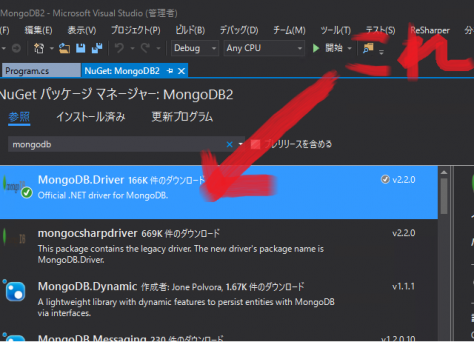 MongoDB2 - Microsoft Visual Studio (管理者)
編集(E) 表示(V) プロジェクト(P) ビルド(B) デバッグ(D) チーム(M) ツール(T) テスト(S) ReSharper 分
Debug Any CPU 開始
これ
Program.cs NuGet: MongoDB2
NuGet パッケージ マネージャー: MongoDB2
参照 インストール済み 更新プログラム
mongodb プレリリースを含める
MongoDB.Driver 166K 件のダウンロード v2.2.0
Official .NET driver for MongoDB.
mongocsharpdriver 669K 件のダウンロード v2.2.0
This package contains the legacy driver. The new driver's package name is
MongoDB.Driver.
MongoDB.Dynamic 作成者: Jone Polvora, 1.67K 件のダウンロード v1.1.1
A lightweight library with dynamic features to persist entities with MongoDB
via interfaces.
MongoDB.Messaging 230 件のダウンロード v1.2.0.10